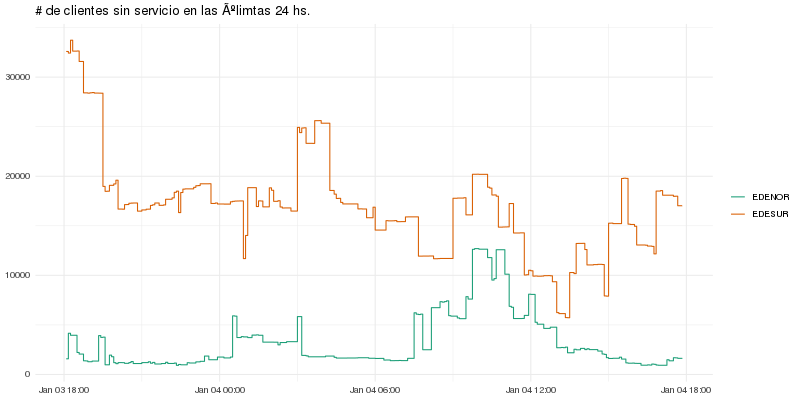 # de clientes sin servicio en las Ãºlimtas 24 hs.
30000
20000
10000
0
Jan 03 18:00
Jan 04 00:00
Jan 04 06:00
Jan 04 12:00
Jan 04 18:00
EDENOR
EDESUR